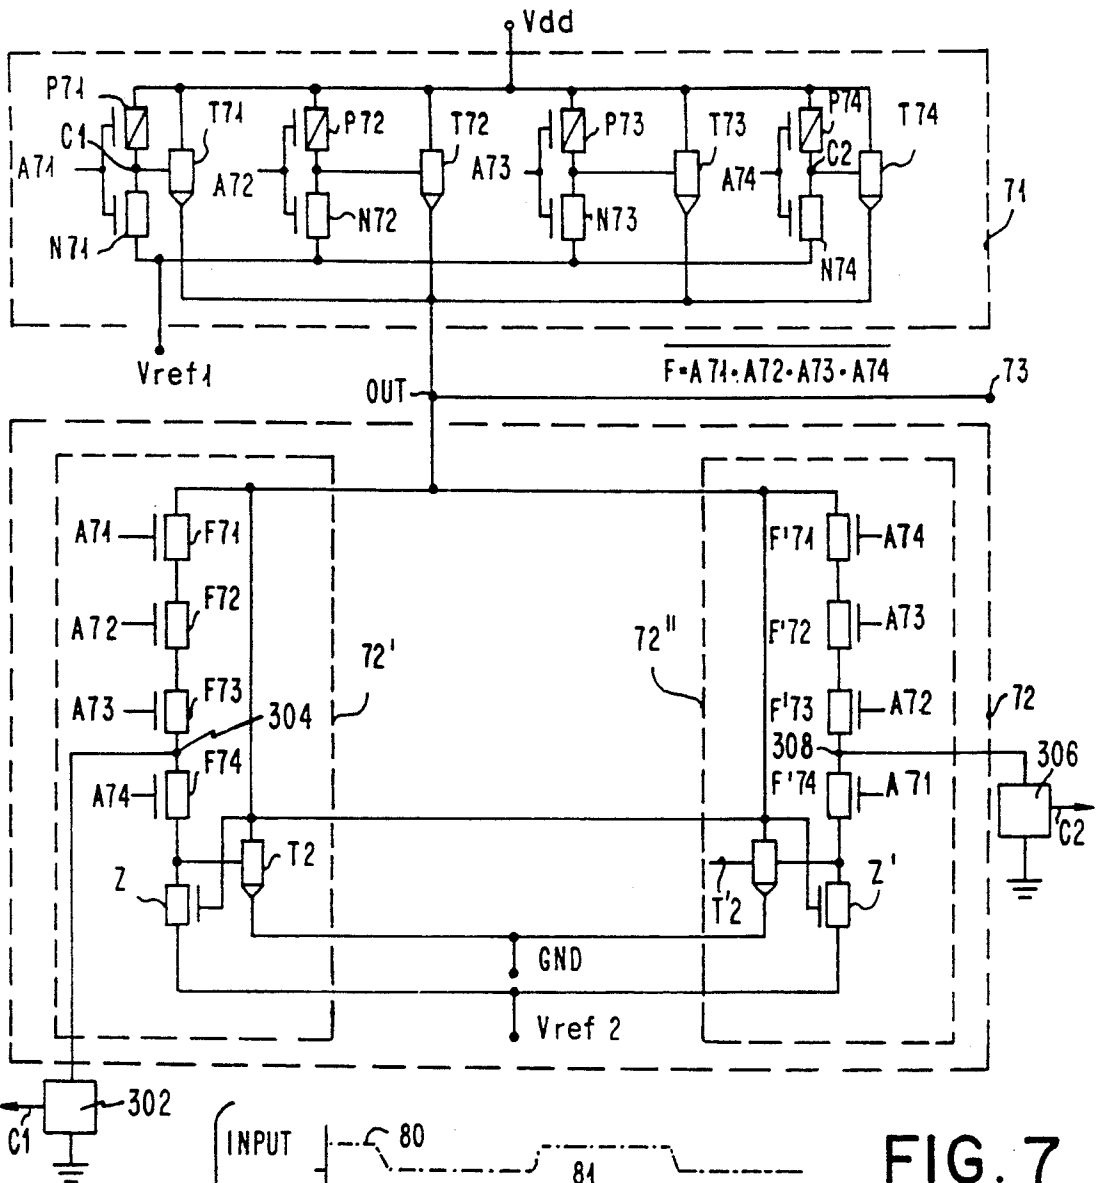 Vdd
P71
T71
P72
T72
P73
T73
P74
T74
C1
C2
A71
A72
A73
A74
71
N71
N72
N73
N74
Vref1
F=A71·A72·A73·A74
73
OUT
A71
F71
F'71
A74
A72
F72
F'72
A73
72'
72"
A73
F73
F'73
A72
72
304
308
306
A74
F74
F'74
A71
C2
Z
T2
T'2
Z'
GND
Vref 2
302
C1
INPUT
80
81
FIG. 7